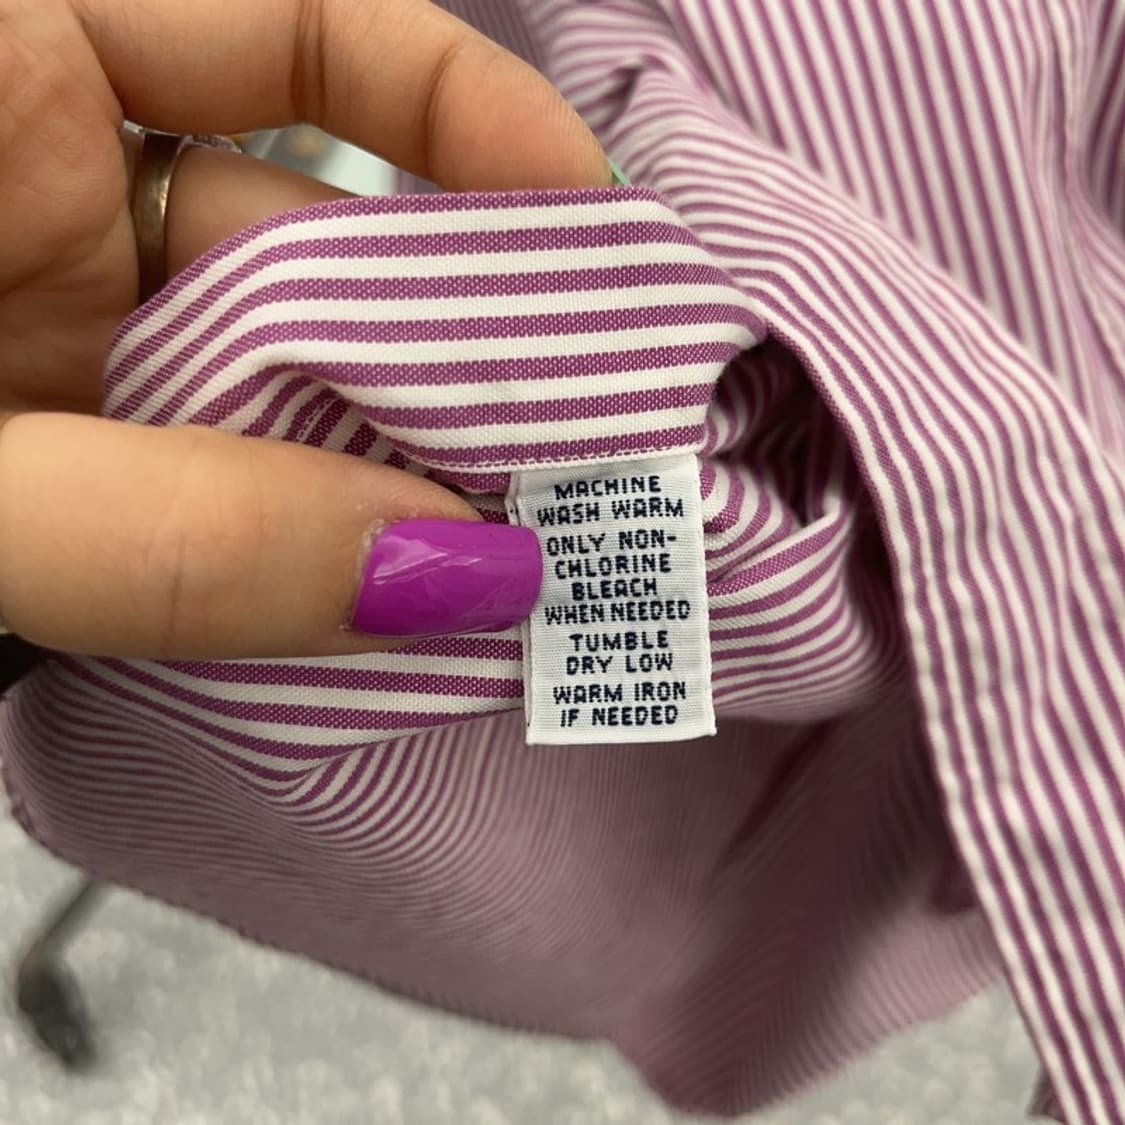 MACHINE
WASH WARM
ONLY NON-
CHLORINE
BLEACH
WHEN NEEDED
TUMBLE
DRY LOW
WARM IRON
IF NEEDED